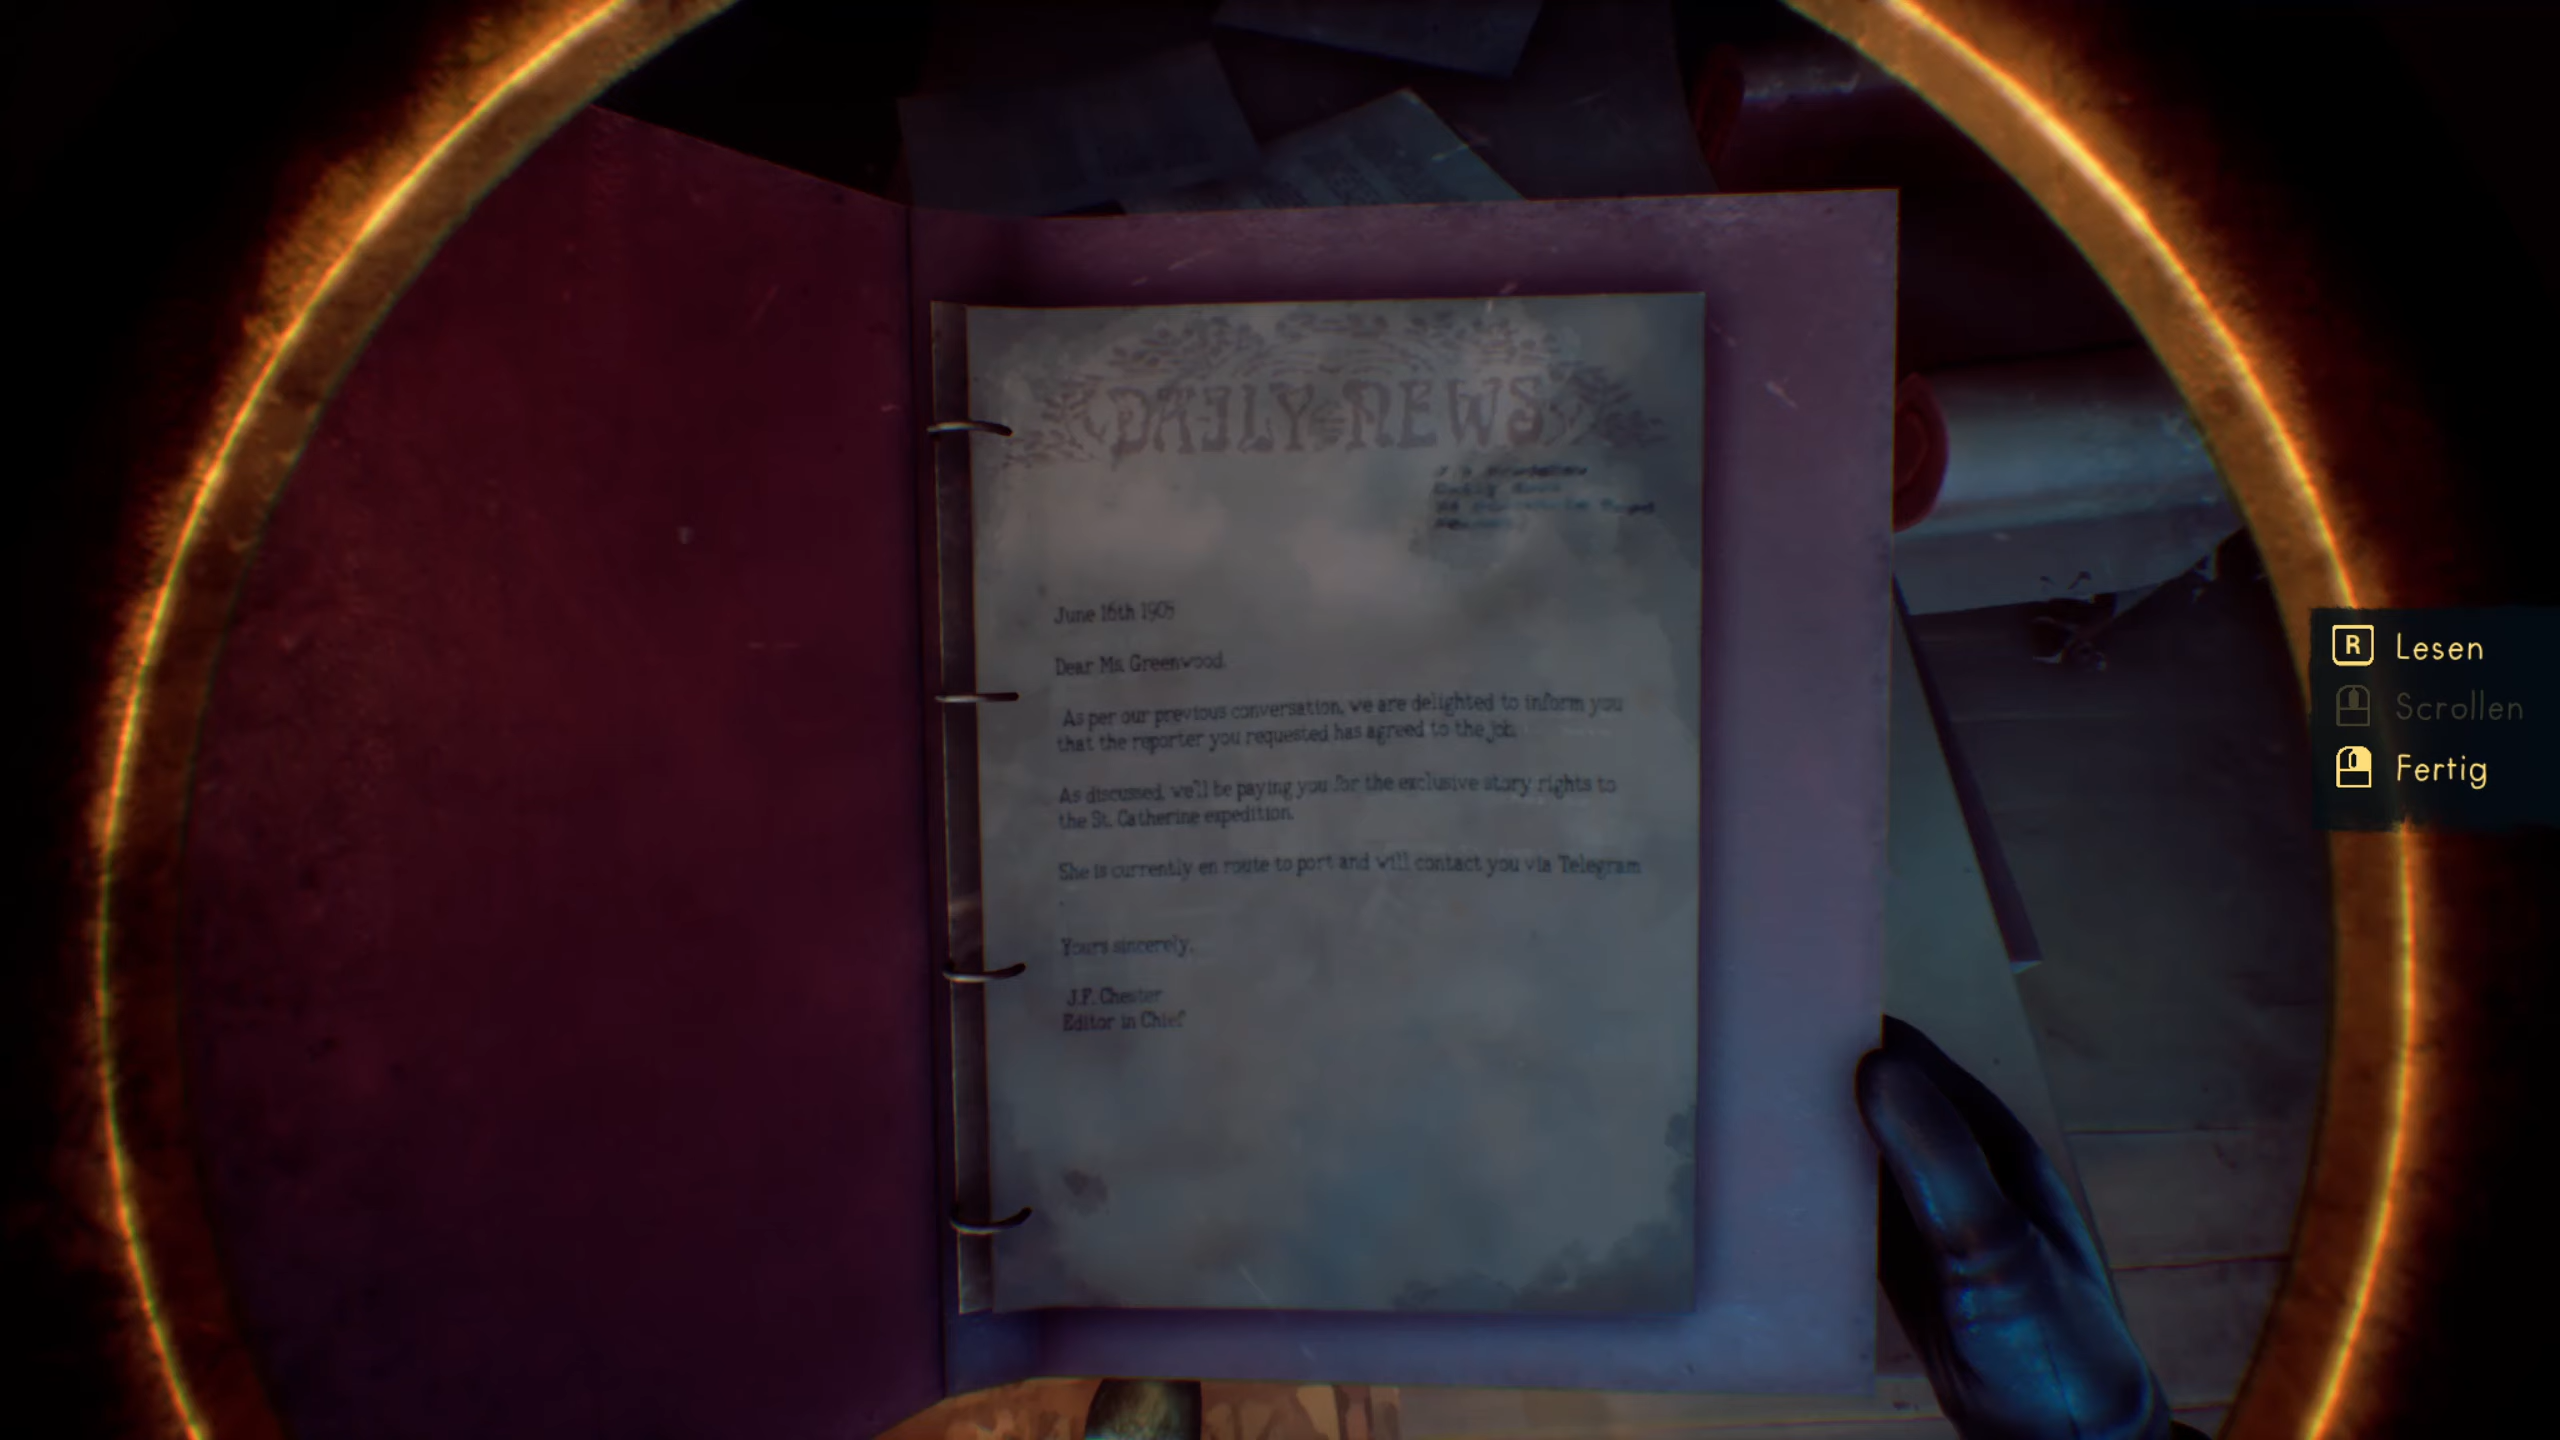 DAILY NEWS
June 16th 1905
Dear Ms. Greenwood,
As per our previous conversation, we are delighted to inform you
that the reporter you requested has agreed to the job.
As discussed, we'll be paying you for the exclusive story rights to
the St. Catherine expedition.
She is currently en route to port and will contact you via Telegram
.
Yours sincerely,
J.F. Chester
Editor in Chief
R Lesen
Scrollen
Fertig